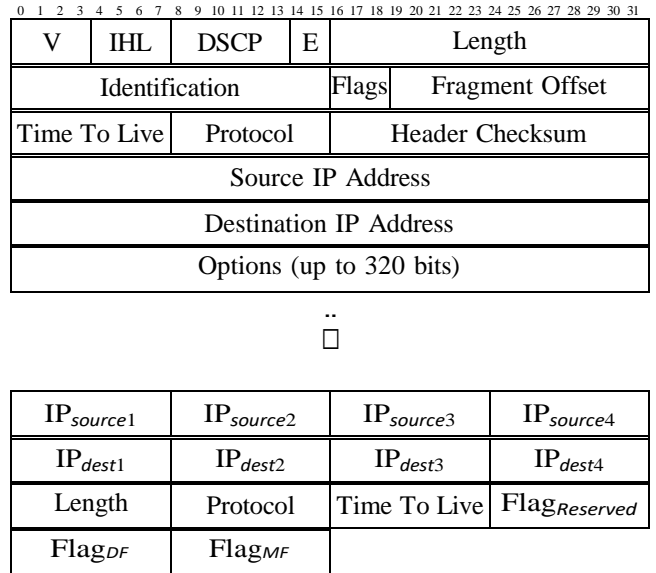 0 1 2 3 4 5 6 7 8 9 10 11 12 13 14 15 16 17 18 19 20 21 22 23 24 25 26 27 28 29 30 31
V IHL DSCP E Length
Identification Flags Fragment Offset
Time To Live Protocol Header Checksum
Source IP Address
Destination IP Address
Options (up to 320 bits)
..
IPsource1 IPsource2 IPsource3 IPsource4
IPdest1 IPdest2 IPdest3 IPdest4
Length Protocol Time To Live FlagReserved
FlagDF FlagMF